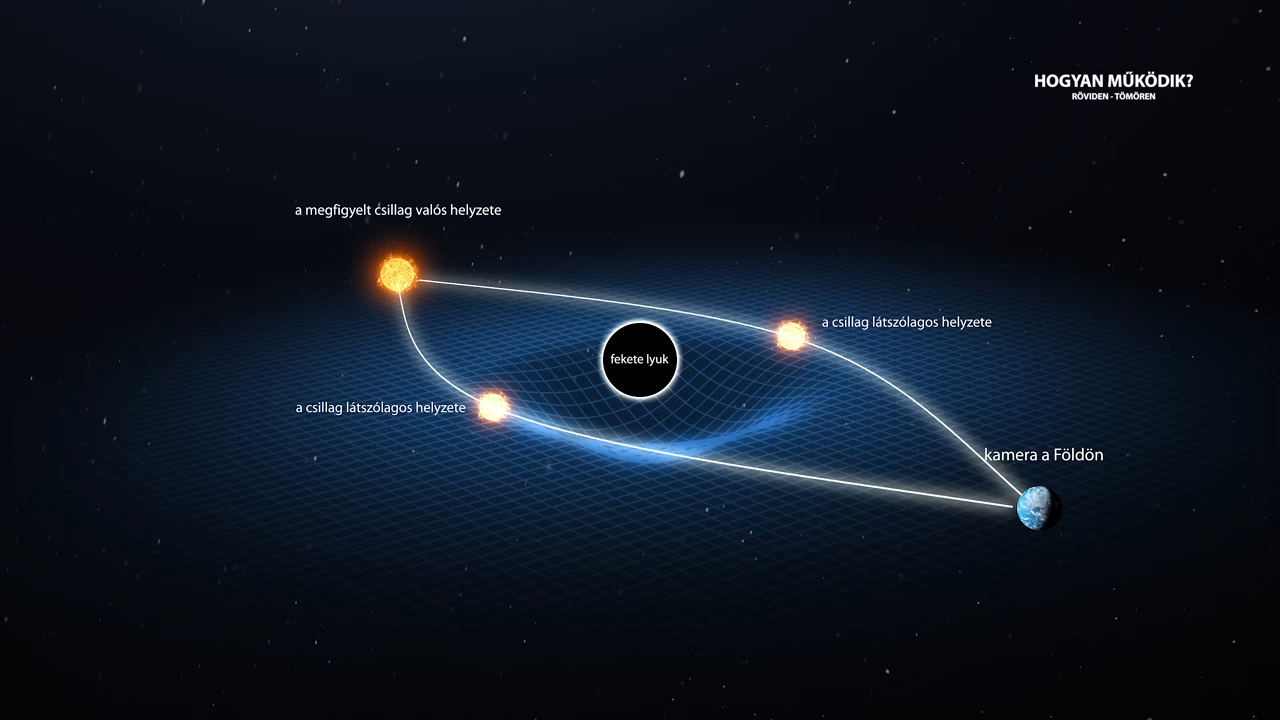 HOGYAN MŰKÖDIK?
RÖVIDEN - TÖMÖREN
a megfigyelt csillag valós helyzete
a csillag látszólagos helyzete
fekete lyuk
a csillag látszólagos helyzete
kamera a Földön